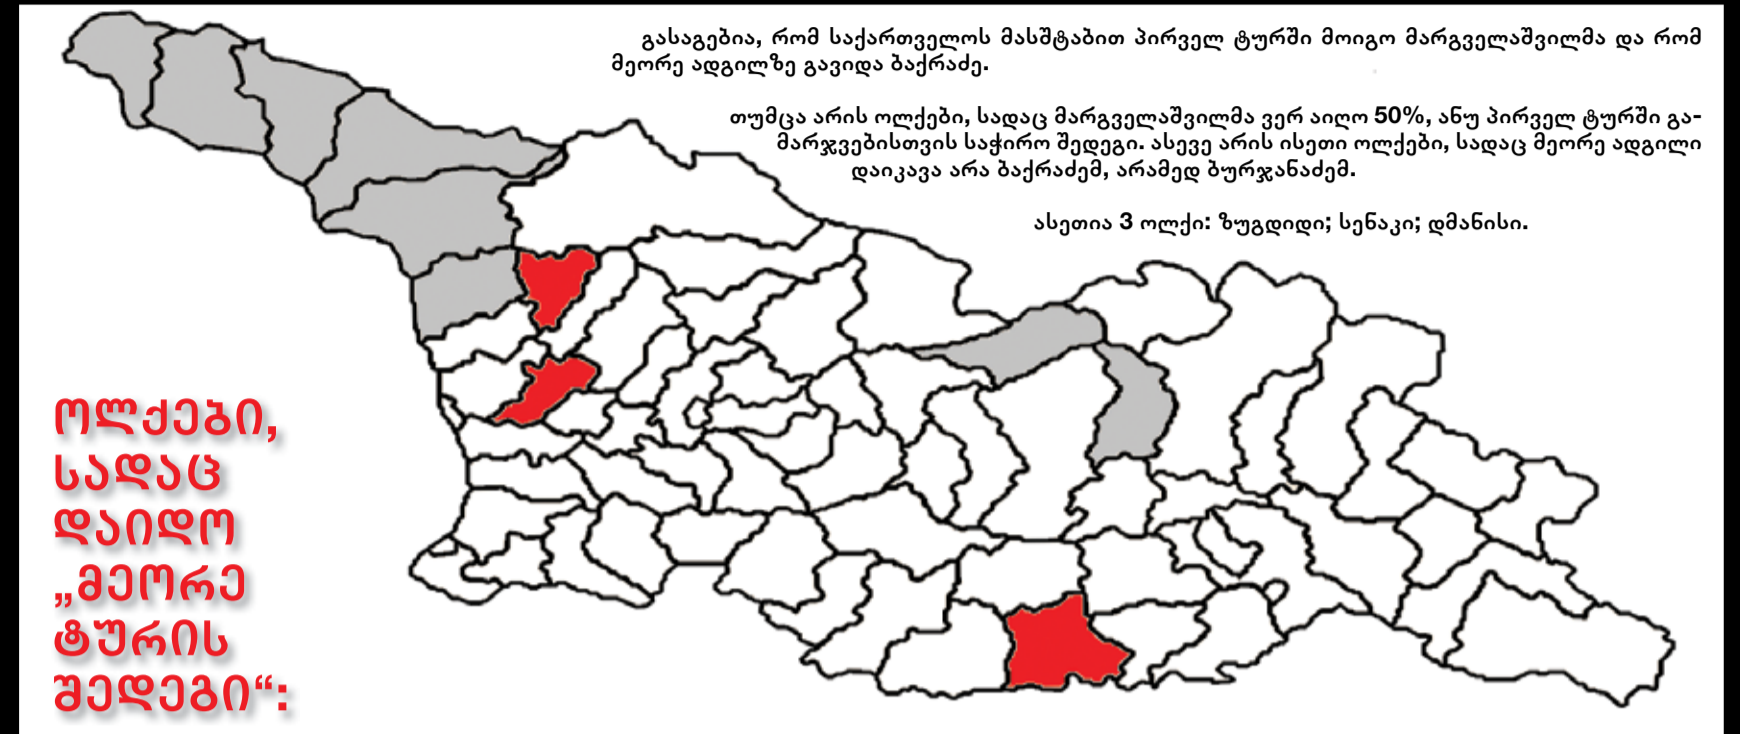 გასაგებია, რომ საქართველოს მასშტაბით პირველ ტურში მოიგო მარგველაშვილმა და რომ
მეორე ადგილზე გავიდა ბაქრაძე.
თუმცა არის ოლქები, სადაც მარგველაშვილმა ვერ აიღო 50%, ანუ პირველ ტურში გა-
მარჯვებისთვის საჭირო შედეგი. ასევე არის ისეთი ოლქები, სადაც მეორე ადგილი
დაიკავა არა ბაქრაძემ, არამედ ბურჯანაძემ.
ასეთია 3 ოლქი: ზუგდიდი; სენაკი; დმანისი.
ოლქები,
სადაც
დაიდო
„მეორე
ტურის
შედეგი“: